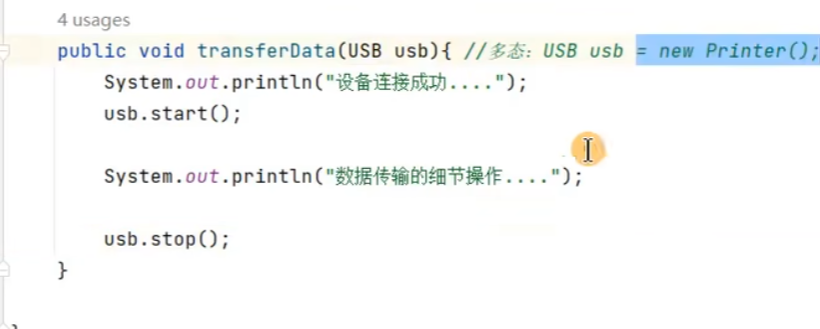 4 usages
public void transferData(USB usb){ //多态：USB usb = new Printer();
System.out.println("设备连接成功....");
usb.start();
System.out.println("数据传输的细节操作....");
usb.stop();
}